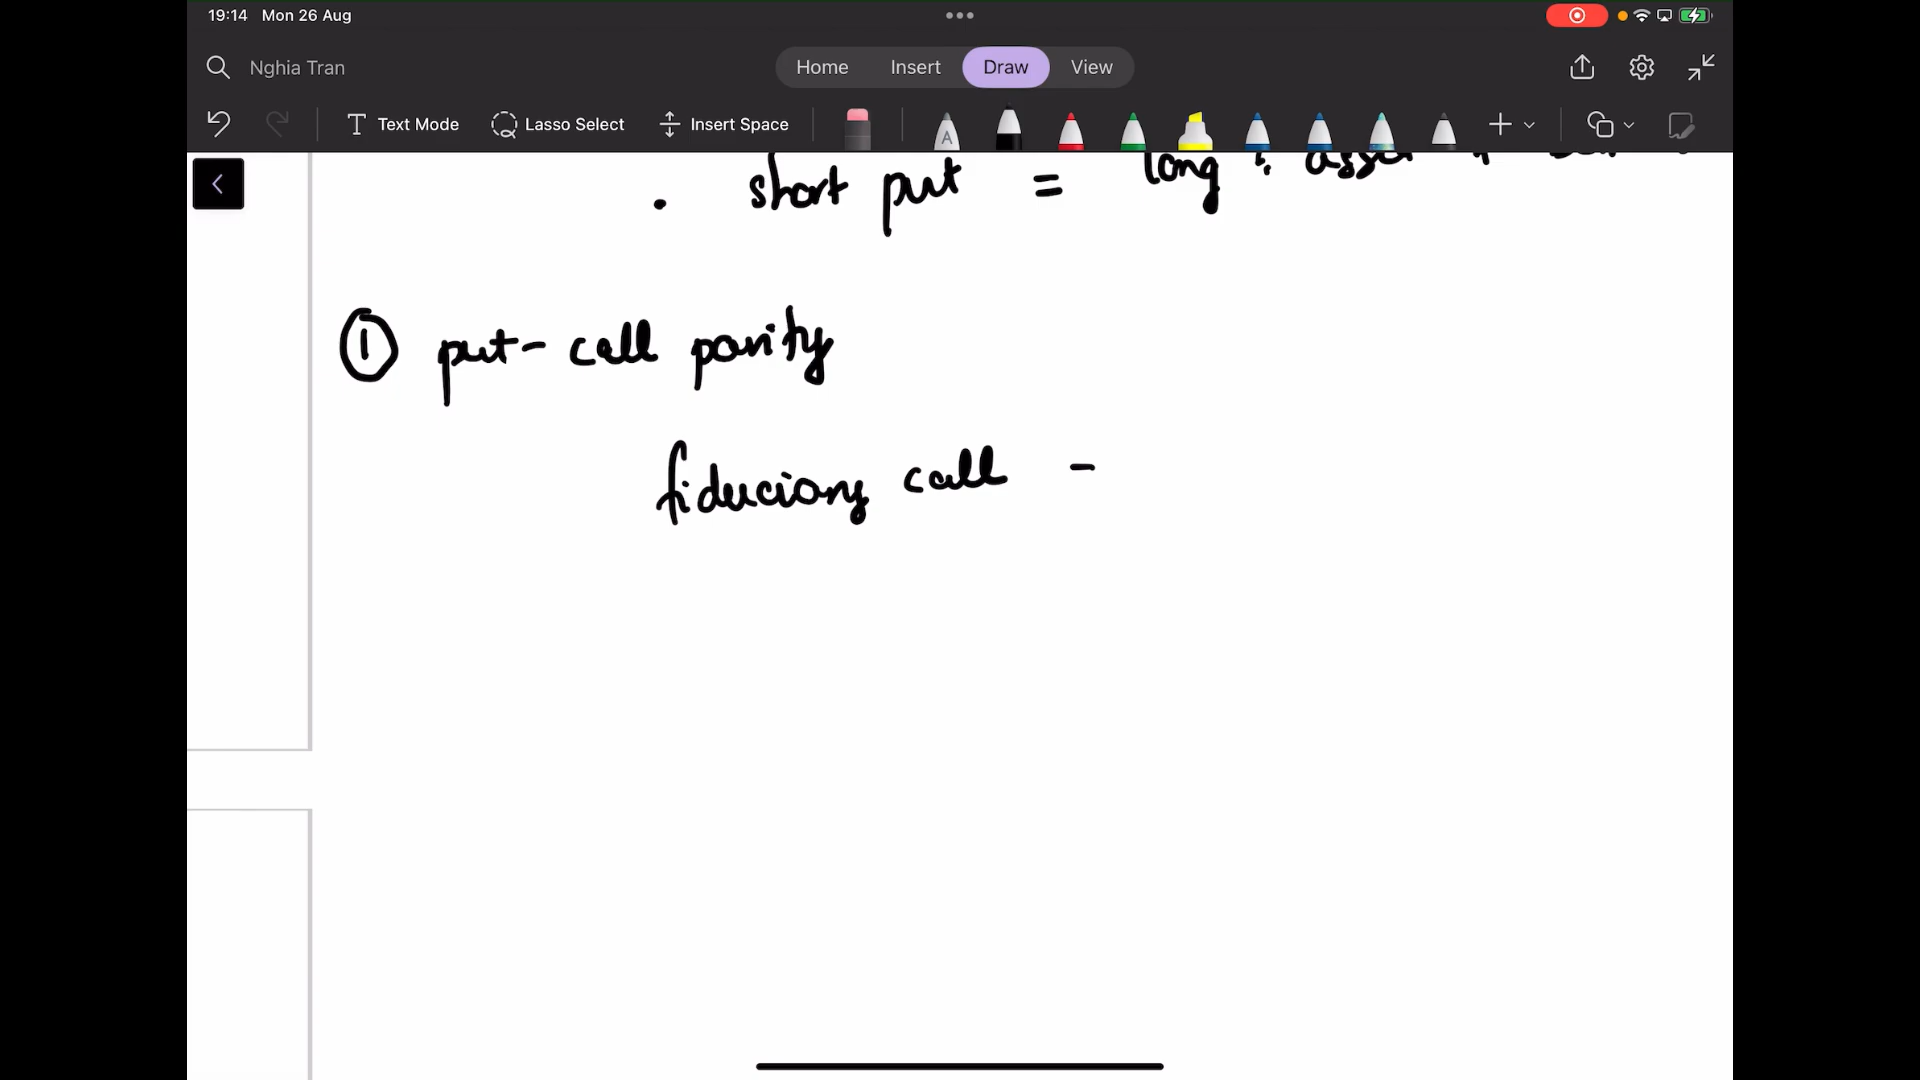 19:14 Mon 26 Aug
Nghia Tran Home Insert Draw View
Text Mode Lasso Select Insert Space A
. short put = long
① put- call parity
fiduciary call -